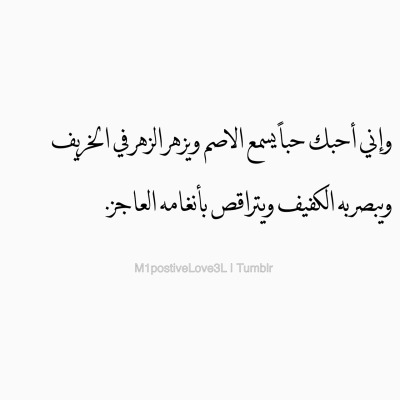 وإني أحبك حباً يسمع الاصم ويزهر الزهر في الخريف
ويبصر به الكفيف ويتراقص بأنغامه العاجز.
M1postiveLove3L | Tumblr